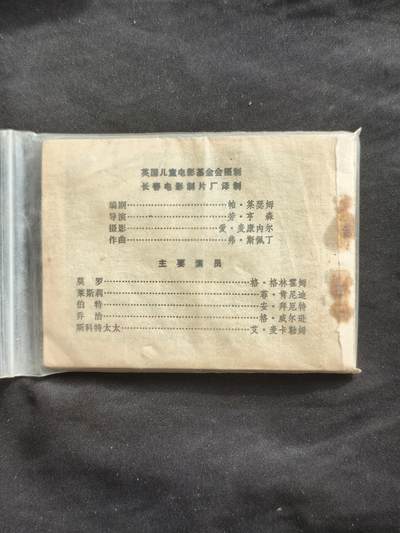 英国儿童电影基金会摄制
长春电影制片厂译制
编剧……………………帕·莱瑟姆
导演……………………芳·亨森
摄影……………………爱·麦康内尔
作曲……………………弗·斯佩丁
主要演员
莫罗……………………格·格林霍姆
莱斯莉……………………菲·肯尼迪
伯特……………………安·拜厄特
乔治……………………格·威尔逊
斯科特太太……………………艾·麦卡勒姆